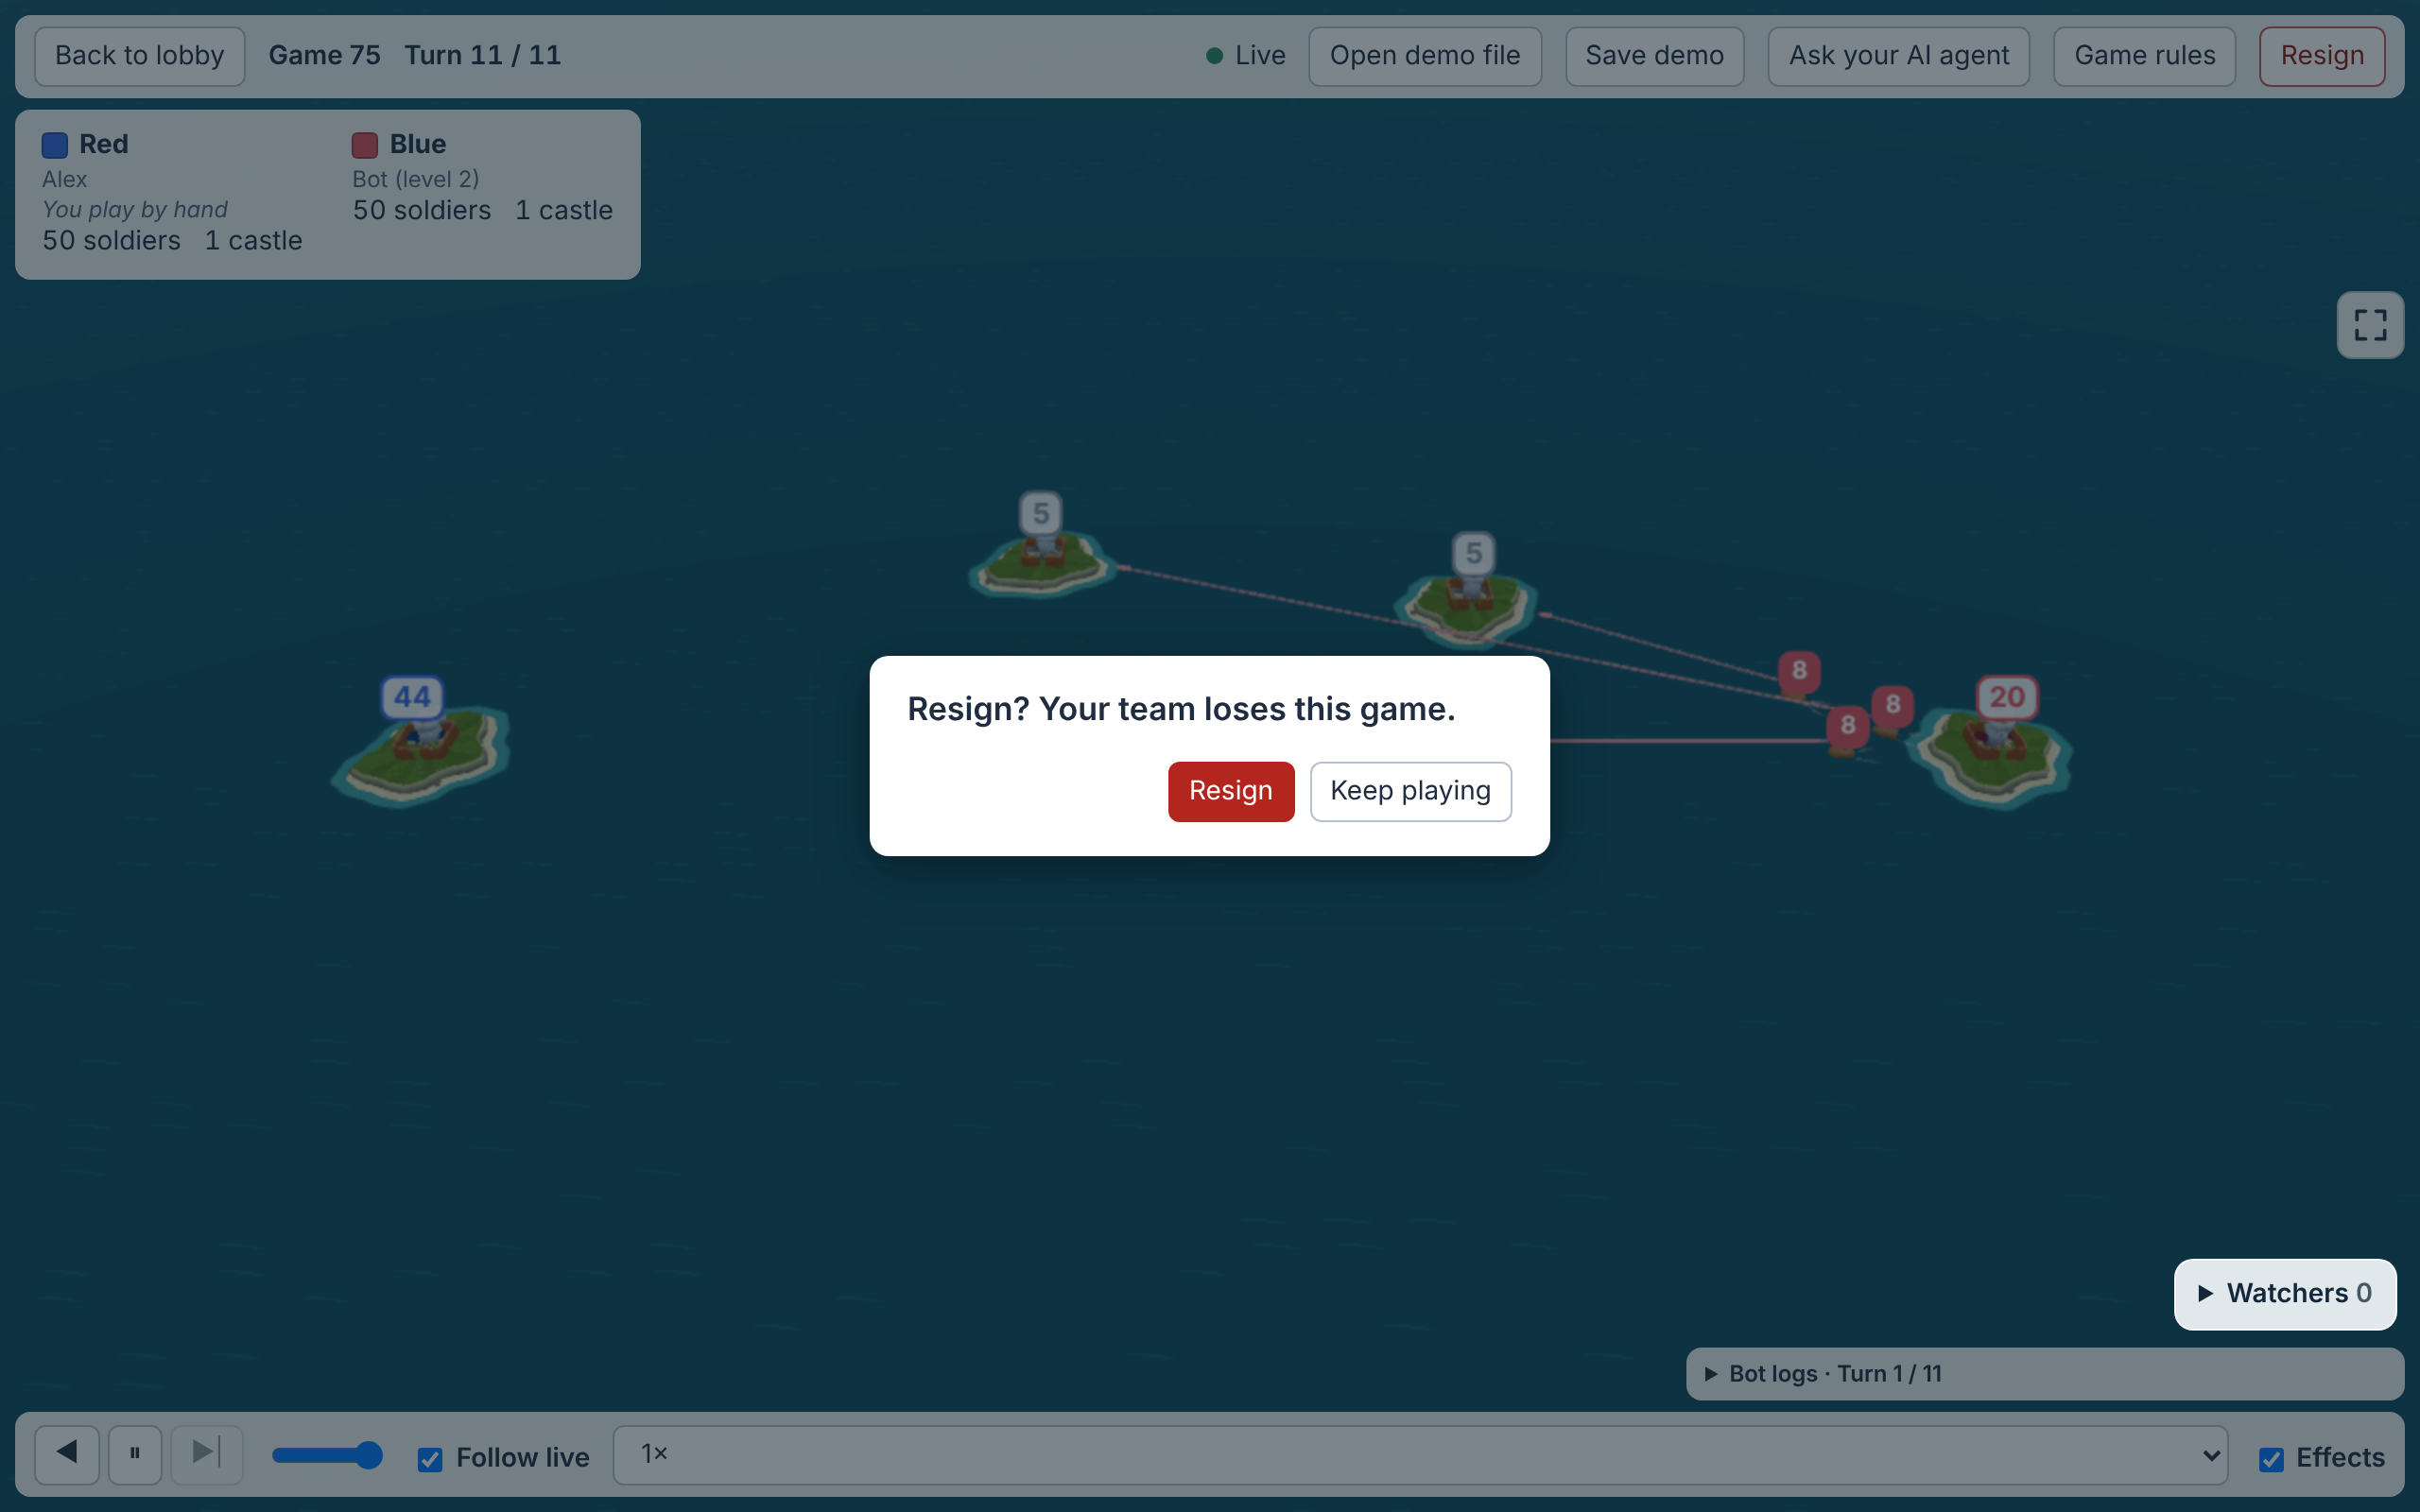 Back to lobby Game 75 Turn 11 / 11 Live Open demo file Save demo Ask your AI agent Game rules Resign
Red Blue
Alex Bot (level 2)
You play by hand 50 soldiers 1 castle
50 soldiers 1 castle
5
5
8
8
8
44
20
Resign? Your team loses this game.
Resign Keep playing
Watchers 0
Bot logs · Turn 1 / 11
Follow live 1× Effects